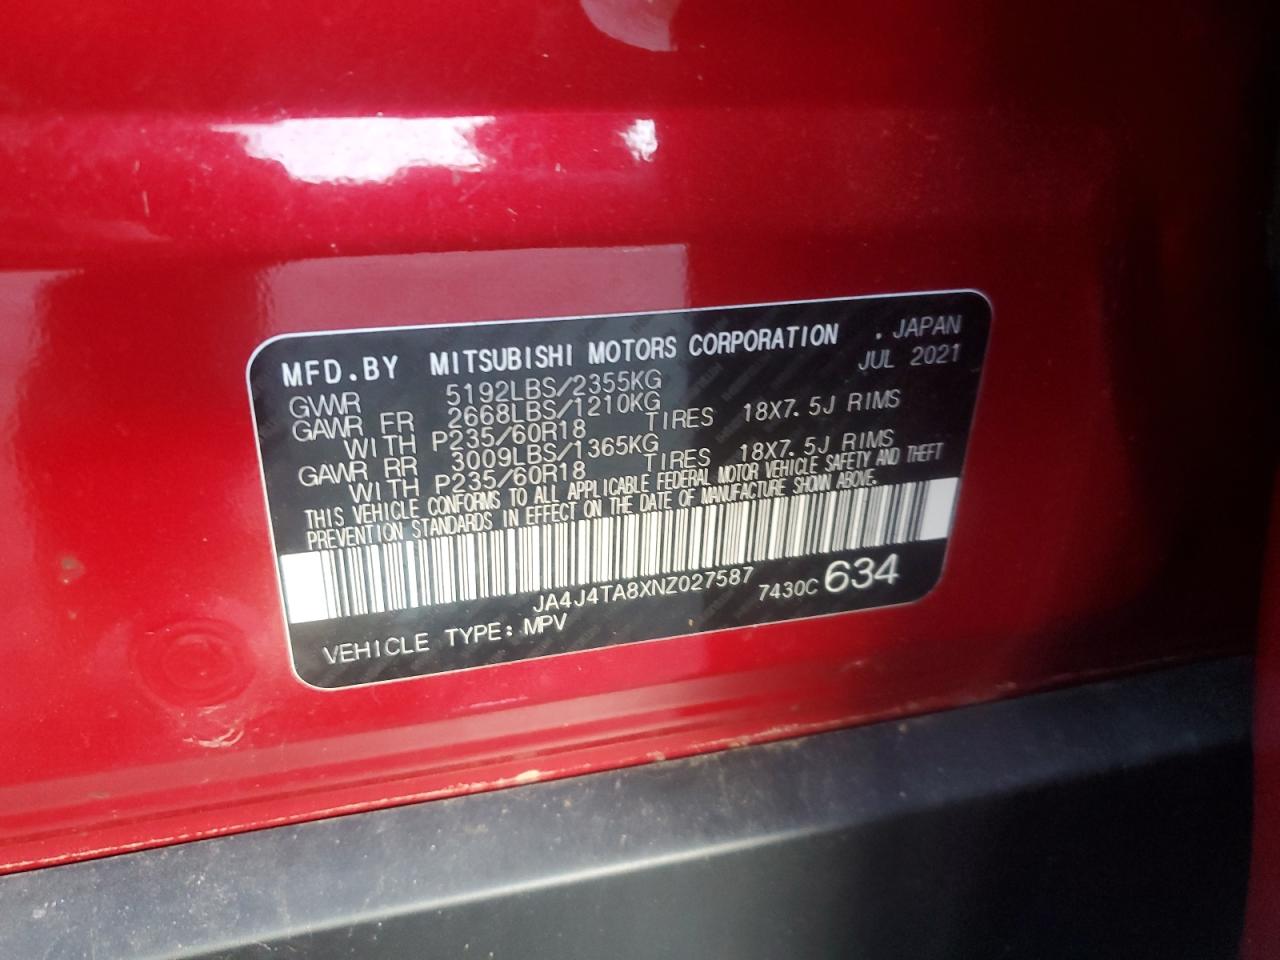 MFD.BY MITSUBISHI MOTORS CORPORATION . JAPAN
JUL 2021
GVWR 5192LBS/2355KG
GAWR FR 2668LBS/1210KG
WITH P235/60R18 TIRES 18X7.5J RIMS
GAWR RR 3009LBS/1365KG
WITH P235/60R18 TIRES 18X7.5J RIMS
THIS VEHICLE CONFORMS TO ALL APPLICABLE FEDERAL MOTOR VEHICLE SAFETY AND THEFT
PREVENTION STANDARDS IN EFFECT ON THE DATE OF MANUFACTURE SHOWN ABOVE.
JA4J4TA8XNZ027587 7430C 634
VEHICLE TYPE: MPV